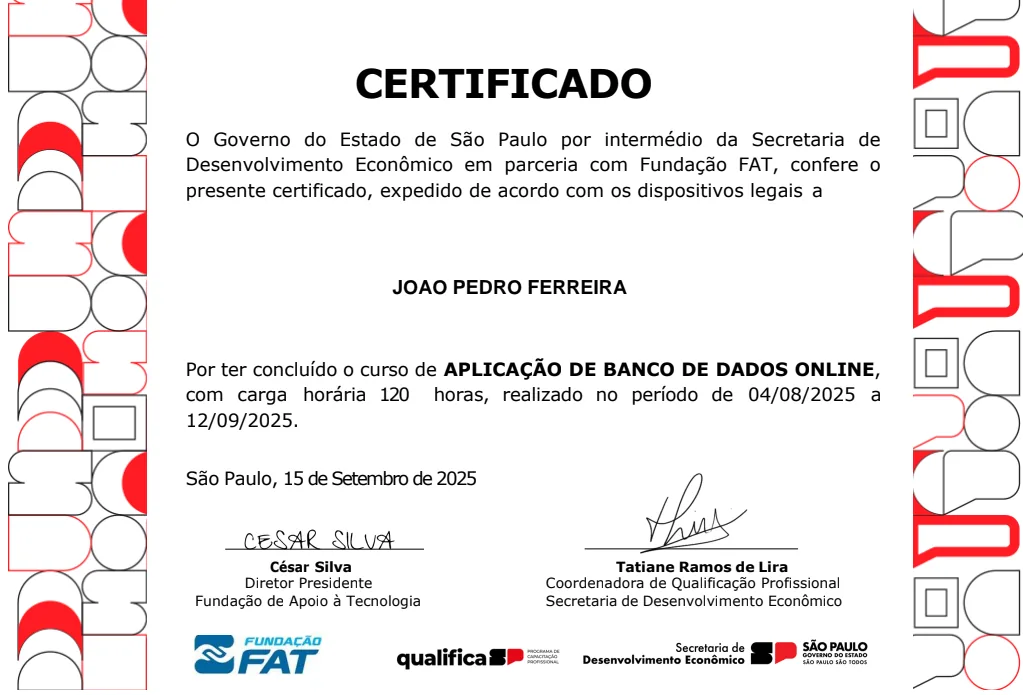 CERTIFICADO
O Governo do Estado de São Paulo por intermédio da Secretaria de
Desenvolvimento Econômico em parceria com Fundação FAT, confere o
presente certificado, expedido de acordo com os dispositivos legais a
JOAO PEDRO FERREIRA
Por ter concluído o curso de APLICAÇÃO DE BANCO DE DADOS ONLINE,
com carga horária 120 horas, realizado no período de 04/08/2025 a
12/09/2025.
São Paulo, 15 de Setembro de 2025
CESAR SILVA
César Silva
Diretor Presidente
Fundação de Apoio à Tecnologia
Tatiane Ramos de Lira
Coordenadora de Qualificação Profissional
Secretaria de Desenvolvimento Econômico
FUNDAÇÃO
FAT
qualifica SP
PROGRAMA DE
CAPACITAÇÃO
PROFISSIONAL
Secretaria de
Desenvolvimento Econômico
SÃO PAULO
GOVERNO DO ESTADO
SÃO PAULO SÃO TODOS